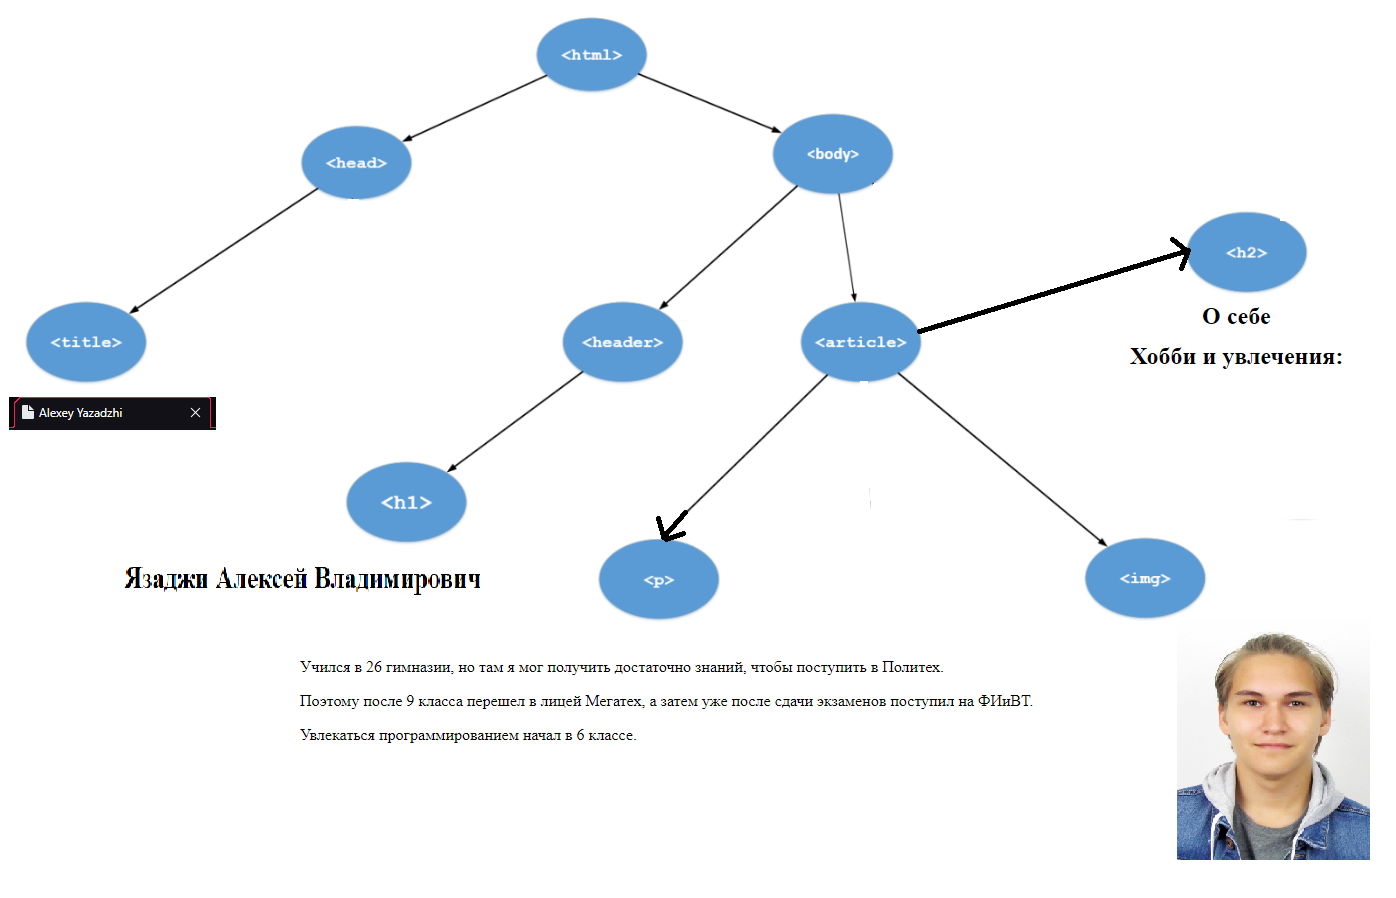 <html>
<head>
<body>
<h2>
О себе
Хобби и увлечения:
<title>
<header>
<article>
Alexey Yazadzhi
<h1>
Язаджи Алексей Владимирович
<p>
<img>
Учился в 26 гимназии, но там я мог получить достаточно знаний, чтобы поступить в Политех.
Поэтому после 9 класса перешел в лицей Мегатех, а затем уже после сдачи экзаменов поступил на ФИиВТ.
Увлекаться программированием начал в 6 классе.